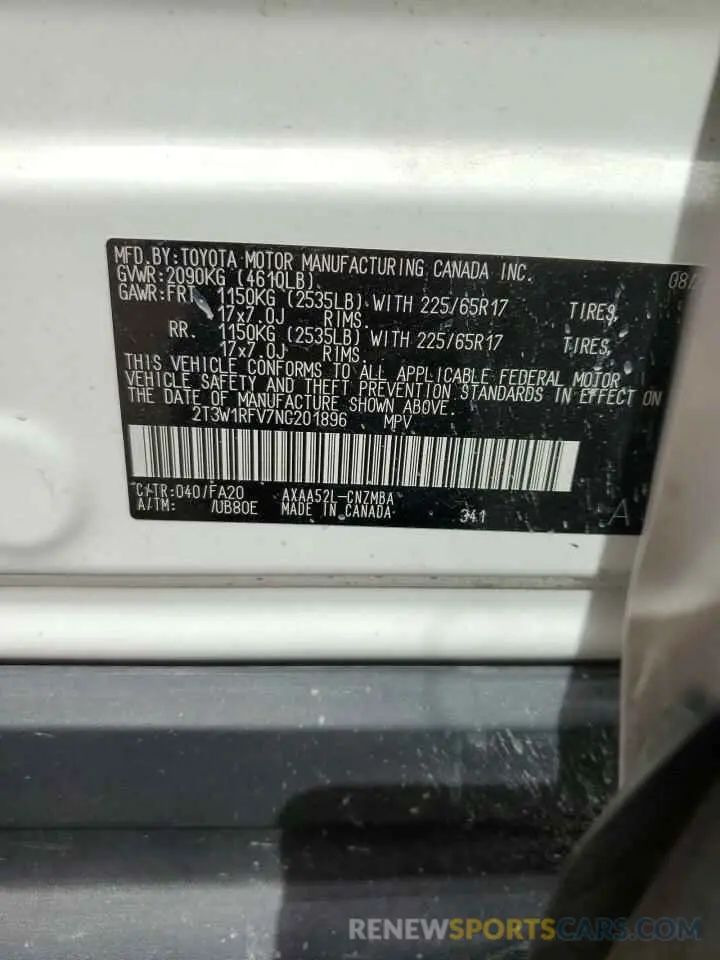 MFD.BY:TOYOTA MOTOR MANUFACTURING CANADA INC.
GVWR:2090KG (4610LB)
GAWR:FRT. 1150KG (2535LB) WITH 225/65R17 TIRES,
17x7.0J RIMS.
RR. 1150KG (2535LB) WITH 225/65R17 TIRES,
17x7.0J RIMS.
THIS VEHICLE CONFORMS TO ALL APPLICABLE FEDERAL MOTOR
VEHICLE SAFETY AND THEFT PREVENTION STANDARDS IN EFFECT ON
THE DATE OF MANUFACTURE SHOWN ABOVE.
2T3W1RFV7NC201896 MPV
C/TR:040/FA20 AXAA52L-CNZMBA
A/TM: /UB80E MADE IN CANADA 341 A
RENEWSPORTSCARS.COM